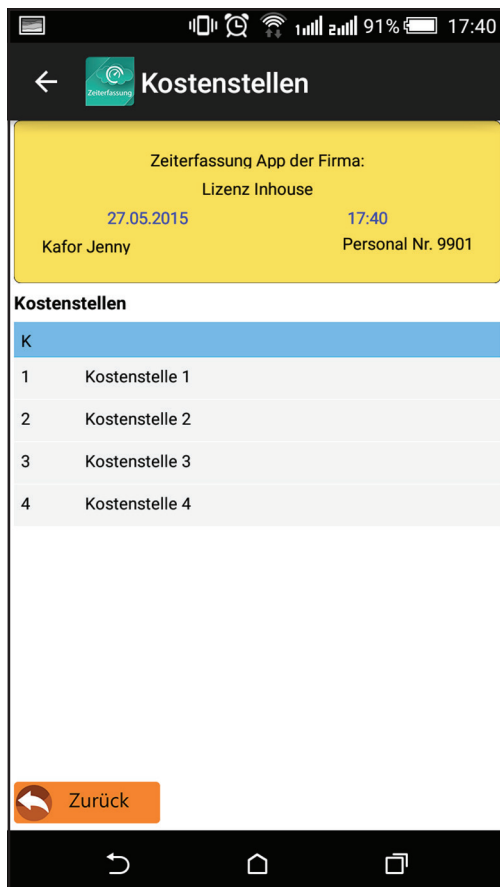 91% 17:40
Zeiterfassung
Kostenstellen
Zeiterfassung App der Firma:
Lizenz Inhouse
27.05.2015 17:40
Kafor Jenny Personal Nr. 9901
Kostenstellen
K
1 Kostenstelle 1
2 Kostenstelle 2
3 Kostenstelle 3
4 Kostenstelle 4
Zurück